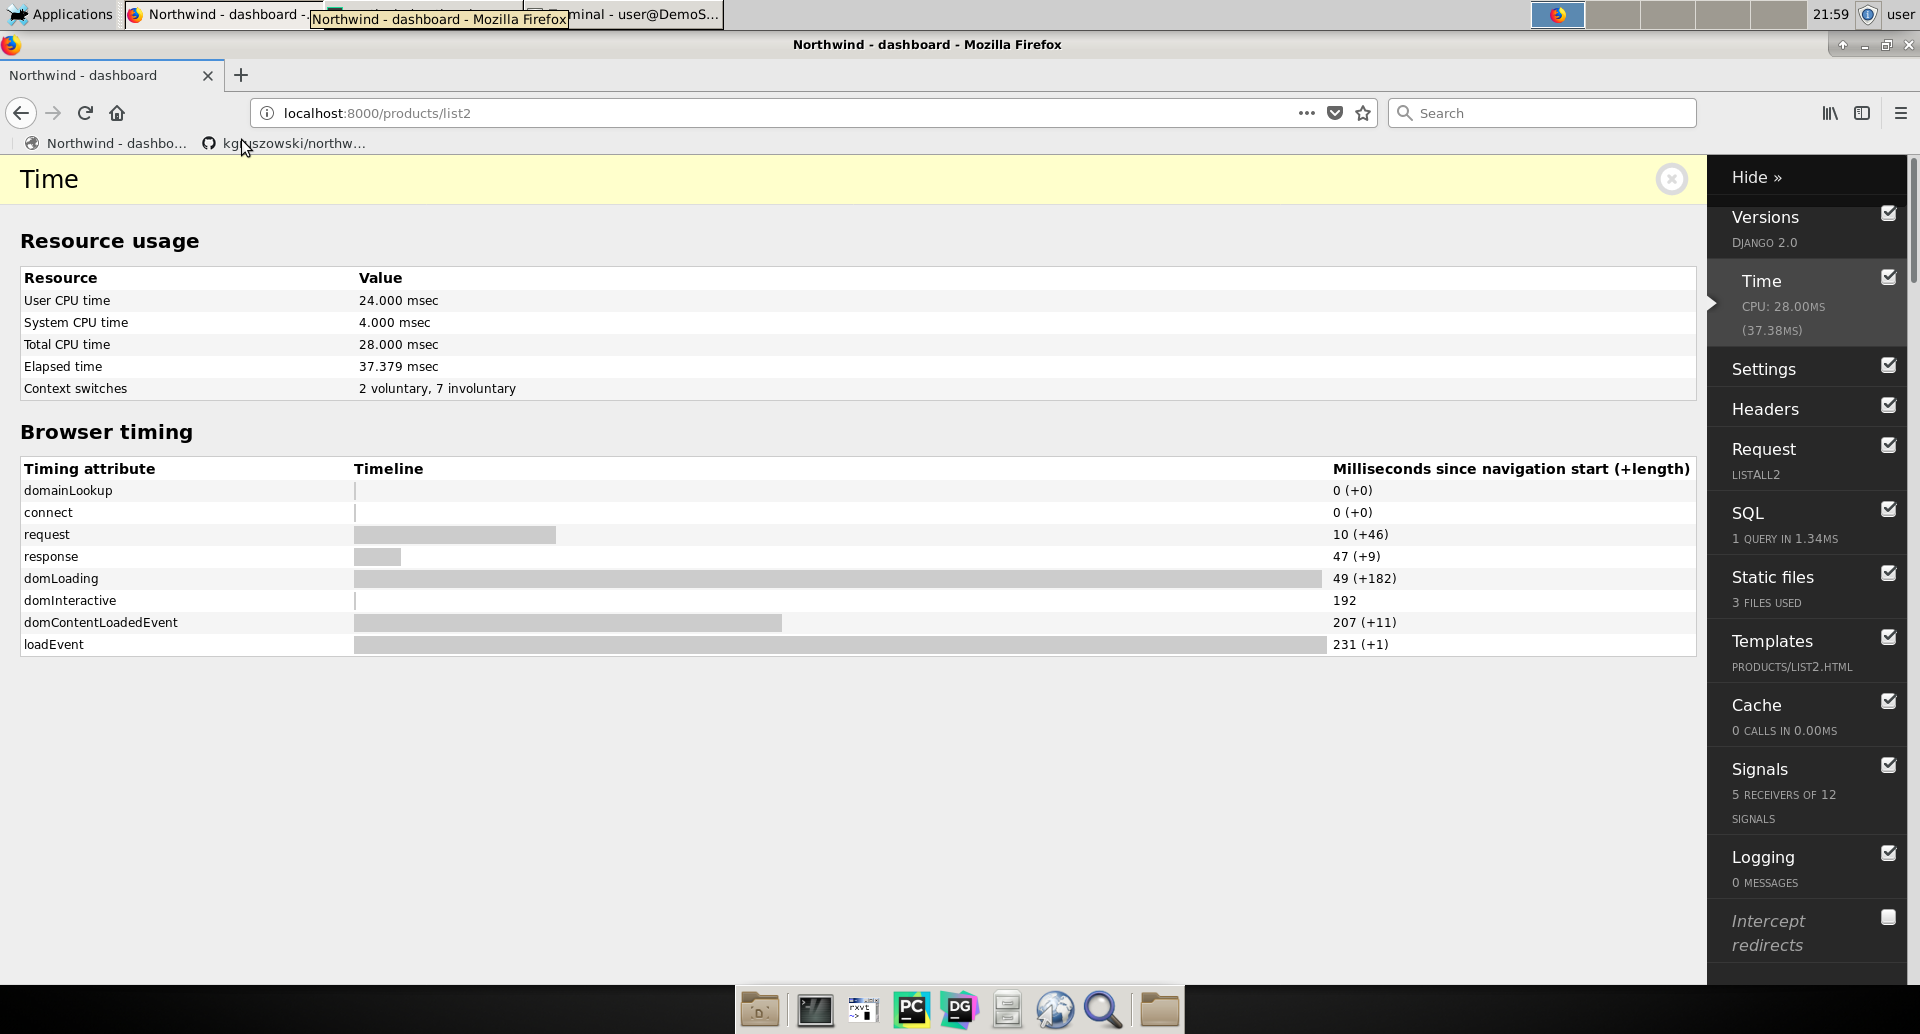 Applications
Northwind - dashboard -
Northwind - dashboard - Mozilla Firefox
minal - user@DemoS...
21:59
user
Northwind - dashboard - Mozilla Firefox
Northwind - dashboard
localhost:8000/products/list2
Search
Northwind - dashbo...
szowski/northw...
Time
Resource usage
Resource Value
User CPU time 24.000 msec
System CPU time 4.000 msec
Total CPU time 28.000 msec
Elapsed time 37.379 msec
Context switches 2 voluntary, 7 involuntary
Browser timing
Timing attribute Timeline Milliseconds since navigation start (+length)
domainLookup 0 (+0)
connect 0 (+0)
request 10 (+46)
response 47 (+9)
domLoading 49 (+182)
domInteractive 192
domContentLoadedEvent 207 (+11)
loadEvent 231 (+1)
Hide »
Versions
DJANGO 2.0
Time
CPU: 28.00MS
(37.38MS)
Settings
Headers
Request
LISTALL2
SQL
1 QUERY IN 1.34MS
Static files
3 FILES USED
Templates
PRODUCTS/LIST2.HTML
Cache
0 CALLS IN 0.00MS
Signals
5 RECEIVERS OF 12
SIGNALS
Logging
0 MESSAGES
Intercept
redirects
D
rxvt
PC
DG